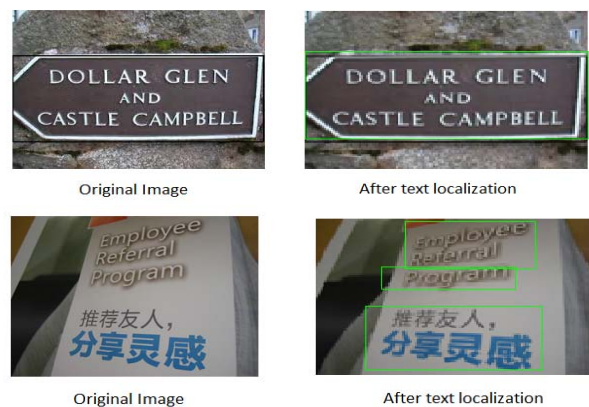 DOLLAR GLEN
AND
CASTLE CAMPBELL
DOLLAR GLEN
AND
CASTLE CAMPBELL
Original Image
After text localization
Employee
Referral
Program
推荐友人，
分享灵感
Employee
Referral
Program
推荐友人，
分享灵感
Original Image
After text localization